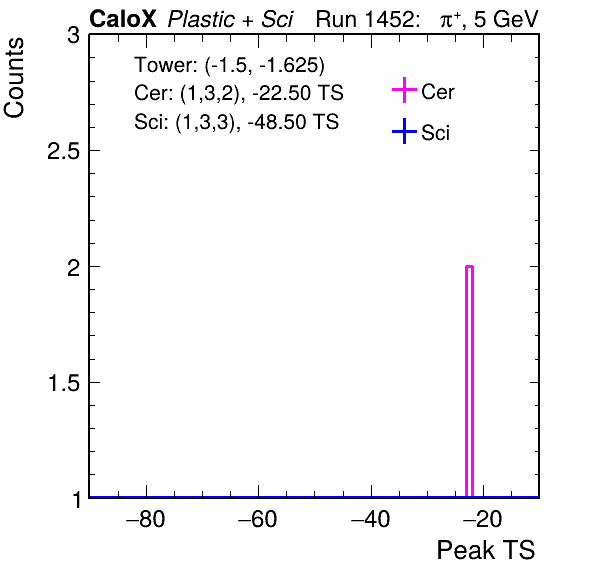 CaloX Plastic + Sci Run 1452: π⁺, 5 GeV
Counts
3
2.5
2
1.5
1
Tower: (-1.5, -1.625)
Cer: (1,3,2), -22.50 TS
Sci: (1,3,3), -48.50 TS
Cer
Sci
−80 −60 −40 −20
Peak TS